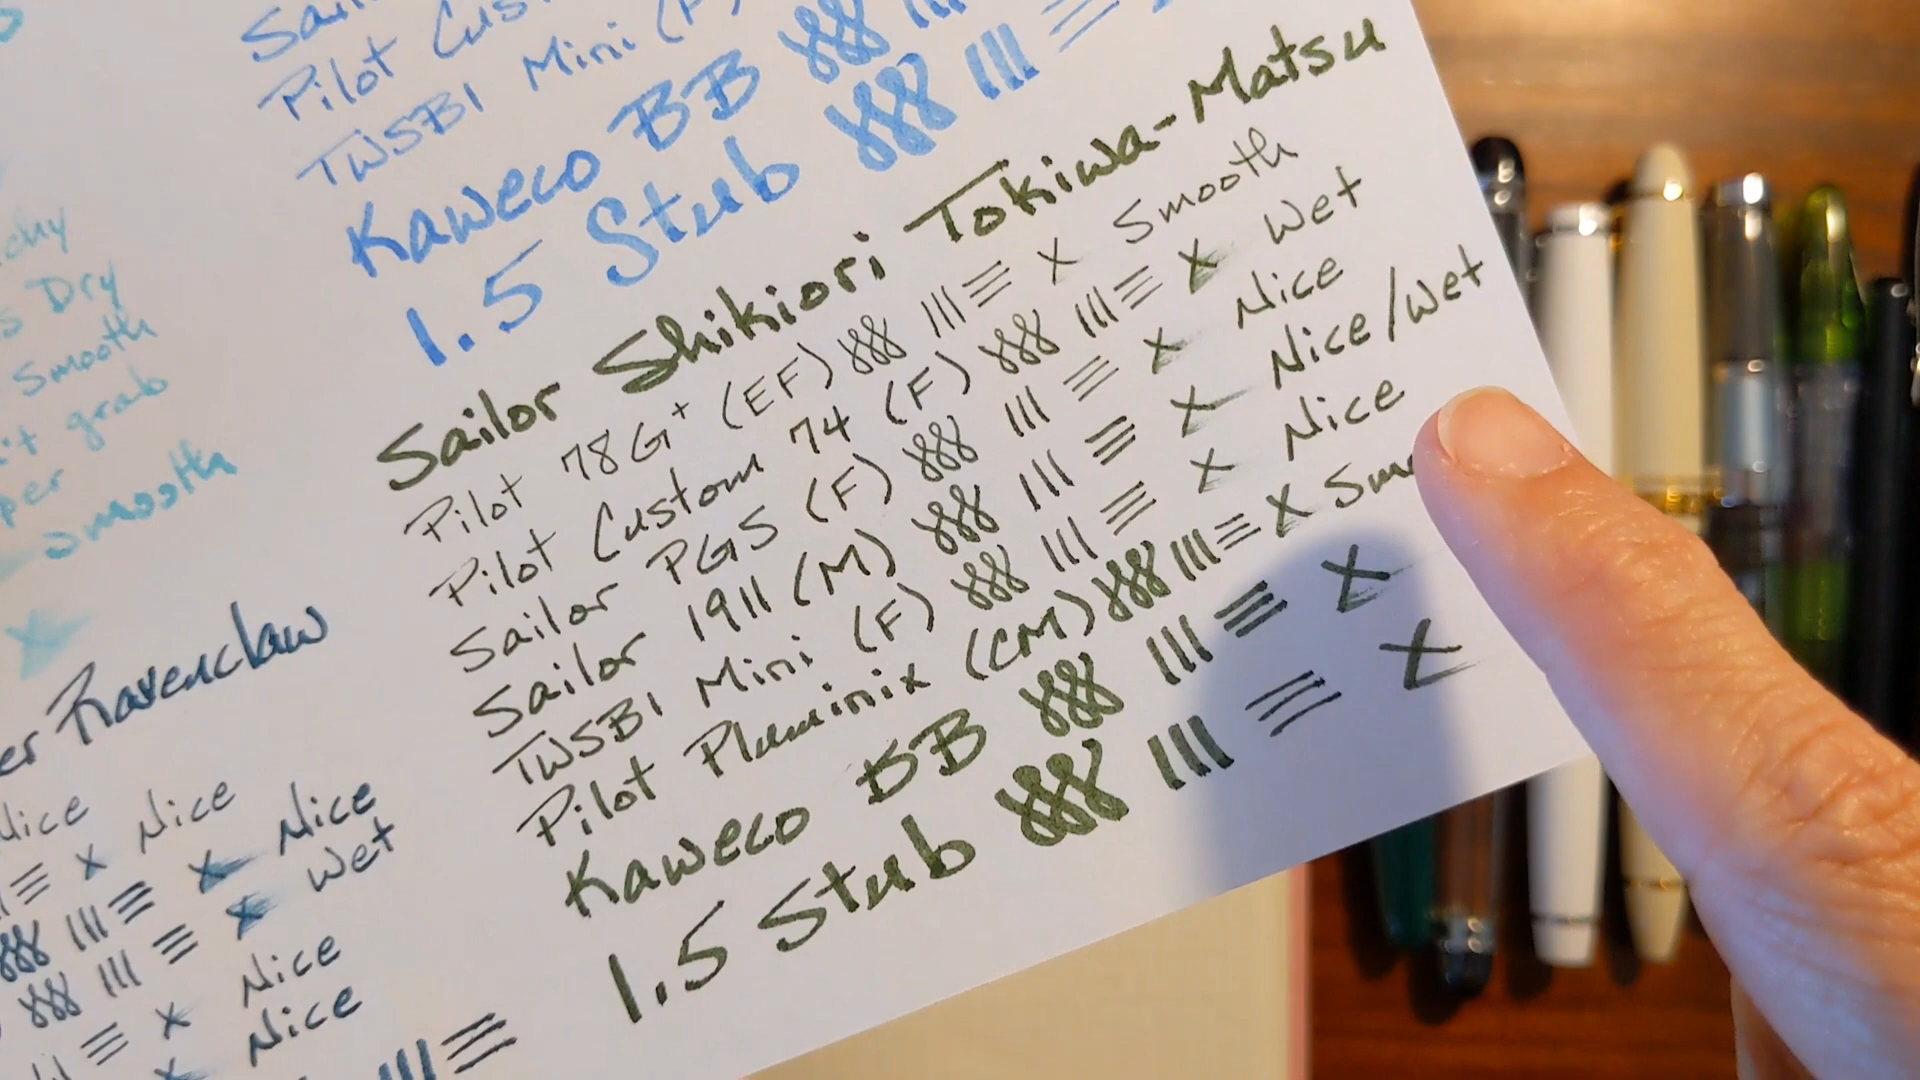 Pilot
TWSBI Mini (F)
Kaweco BB
1.5 Stub
Dry
Smooth
grab
Smooth
Sailor Shikiori Tokiwa-Matsu
Pilot 78G+ (EF) X Smooth
Pilot Custom 74 (F) X Wet
Sailor PGS (F) X Nice
Sailor 1911 (M) X Nice/Wet
TWSBI Mini (F) X Nice
Pilot Pluminix (CM) X
Kaweco BB X
1.5 Stub X
Ravenclaw
Nice
X Nice
X Nice
X Wet
X Nice
Nice